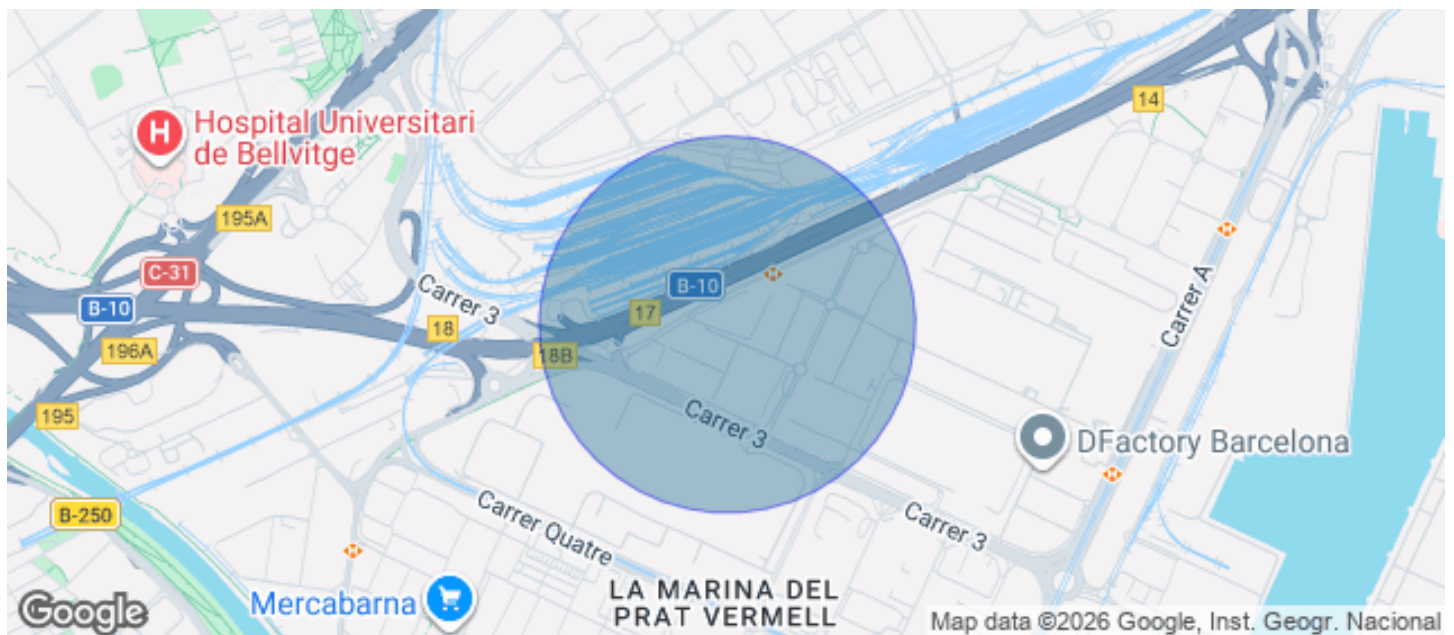 14
H
Hospital Universitari
de Bellvitge
195A
C-31
B-10
Carrer 3
B-10
17
18
Carrer A
196A
18B
195
Carrer 3
DFactory Barcelona
B-250
Carrer Quatre
Carrer 3
Mercabarna
LA MARINA DEL
PRAT VERMELL
Google
Map data ©2026 Google, Inst. Geogr. Nacional